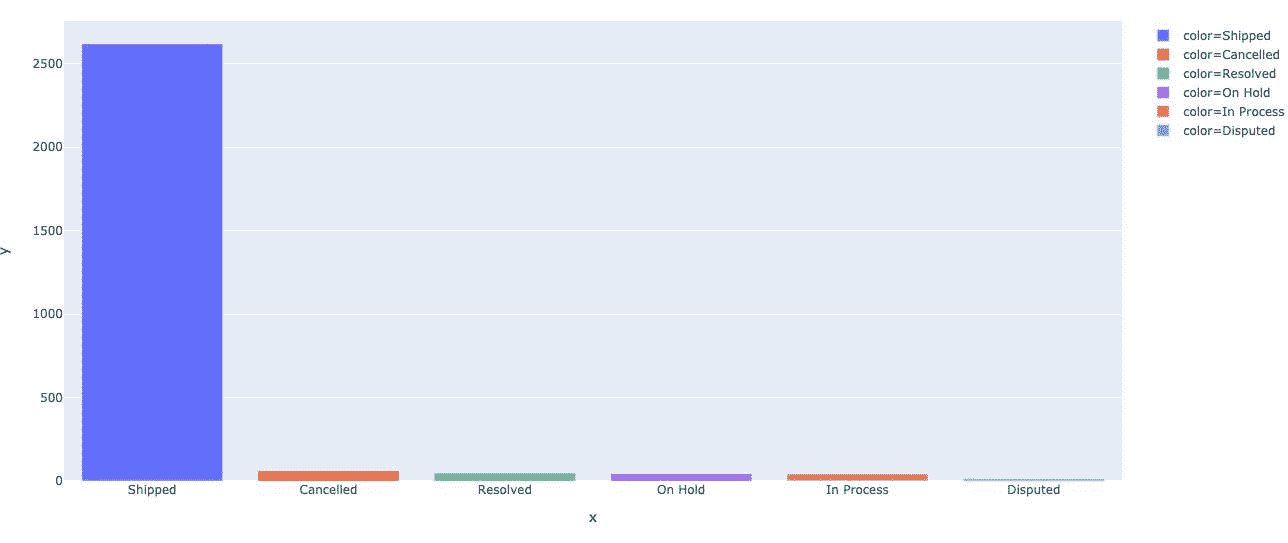 2500
2000
1500
1000
500
0
y
Shipped
Cancelled
Resolved
On Hold
In Process
Disputed
x
color=Shipped
color=Cancelled
color=Resolved
color=On Hold
color=In Process
color=Disputed